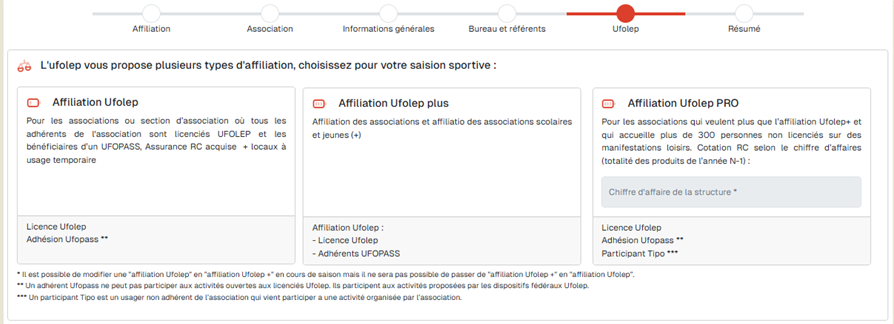 Affiliation
Association
Informations générales
Bureau et référents
Ufolep
Résumé
L'ufolep vous propose plusieurs types d'affiliation, choisissez pour votre saision sportive :
Affiliation Ufolep
Pour les associations ou section d'association où tous les
adhérents de l'association sont licenciés UFOLEP et les
bénéficiaires d'un UFOPASS, Assurance RC acquise + locaux à
usage temporaire
Licence Ufolep
Adhésion Ufopass **
Affiliation Ufolep plus
Affiliation des associations et affiliatio des associations scolaires
et jeunes (+)
Affiliation Ufolep :
- Licence Ufolep
- Adhérents UFOPASS
Affiliation Ufolep PRO
Pour les associations qui veulent plus que l'affiliation Ufolep+ et
qui accueille plus de 300 personnes non licenciés sur des
manifestations loisirs. Cotation RC selon le chiffre d'affaires
(totalité des produits de l'année N-1) :
Chiffre d'affaire de la structure *
Licence Ufolep
Adhésion Ufopass **
Participant Tipo ***
* Il est possible de modifier une "affiliation Ufolep" en "affiliation Ufolep +" en cours de saison mais il ne sera pas possible de passer de "affiliation Ufolep +" en "affiliation Ufolep".
** Un adhérent Ufopass ne peut pas participer aux activités ouvertes aux licenciés Ufolep. Ils participent aux activités proposées par les dispositifs fédéraux Ufolep.
*** Un participant Tipo est un usager non adhérent de l'association qui vient participer a une activité organisée par l'association.